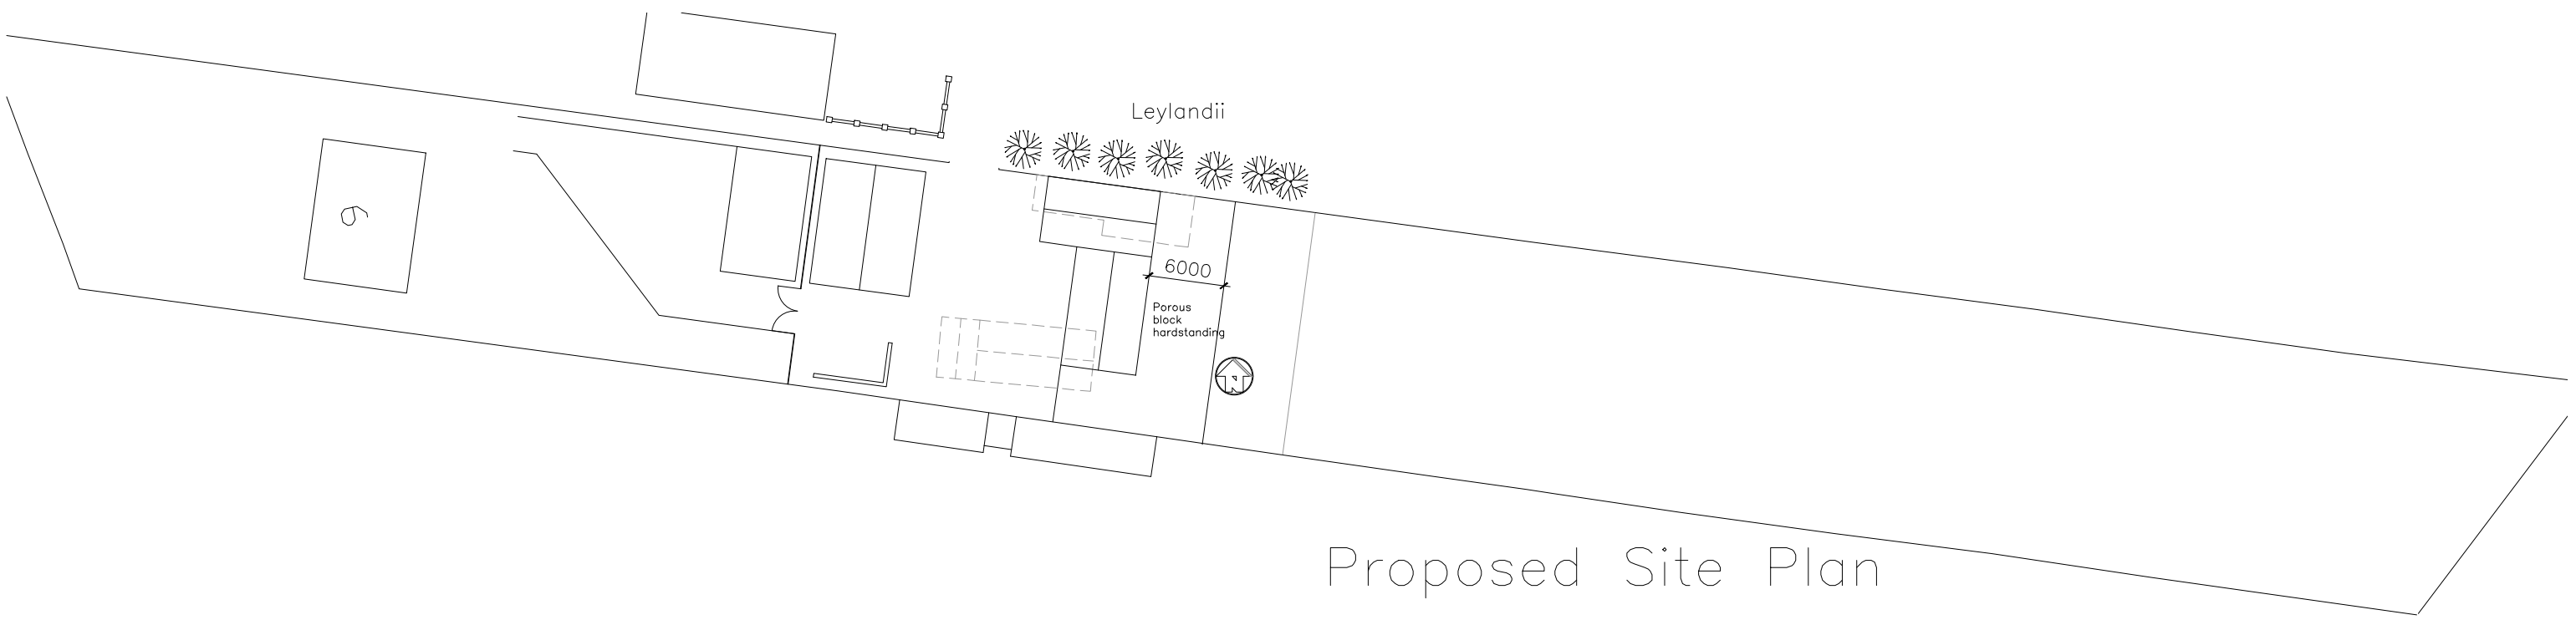 Leylandii
6000
Porous
block
hardstanding
N
Proposed Site Plan